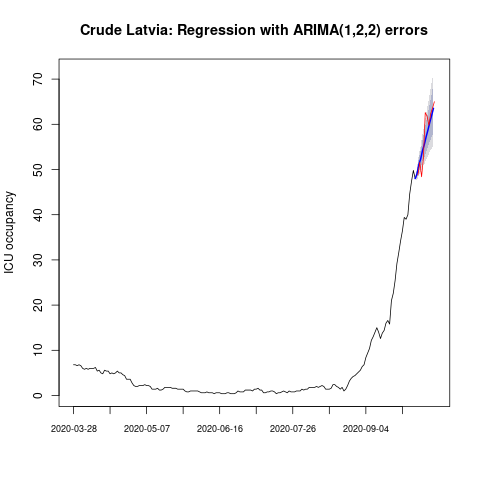 Crude Latvia: Regression with ARIMA(1,2,2) errors
ICU occupancy
70
60
50
40
30
20
10
0
2020-03-28 2020-05-07 2020-06-16 2020-07-26 2020-09-04